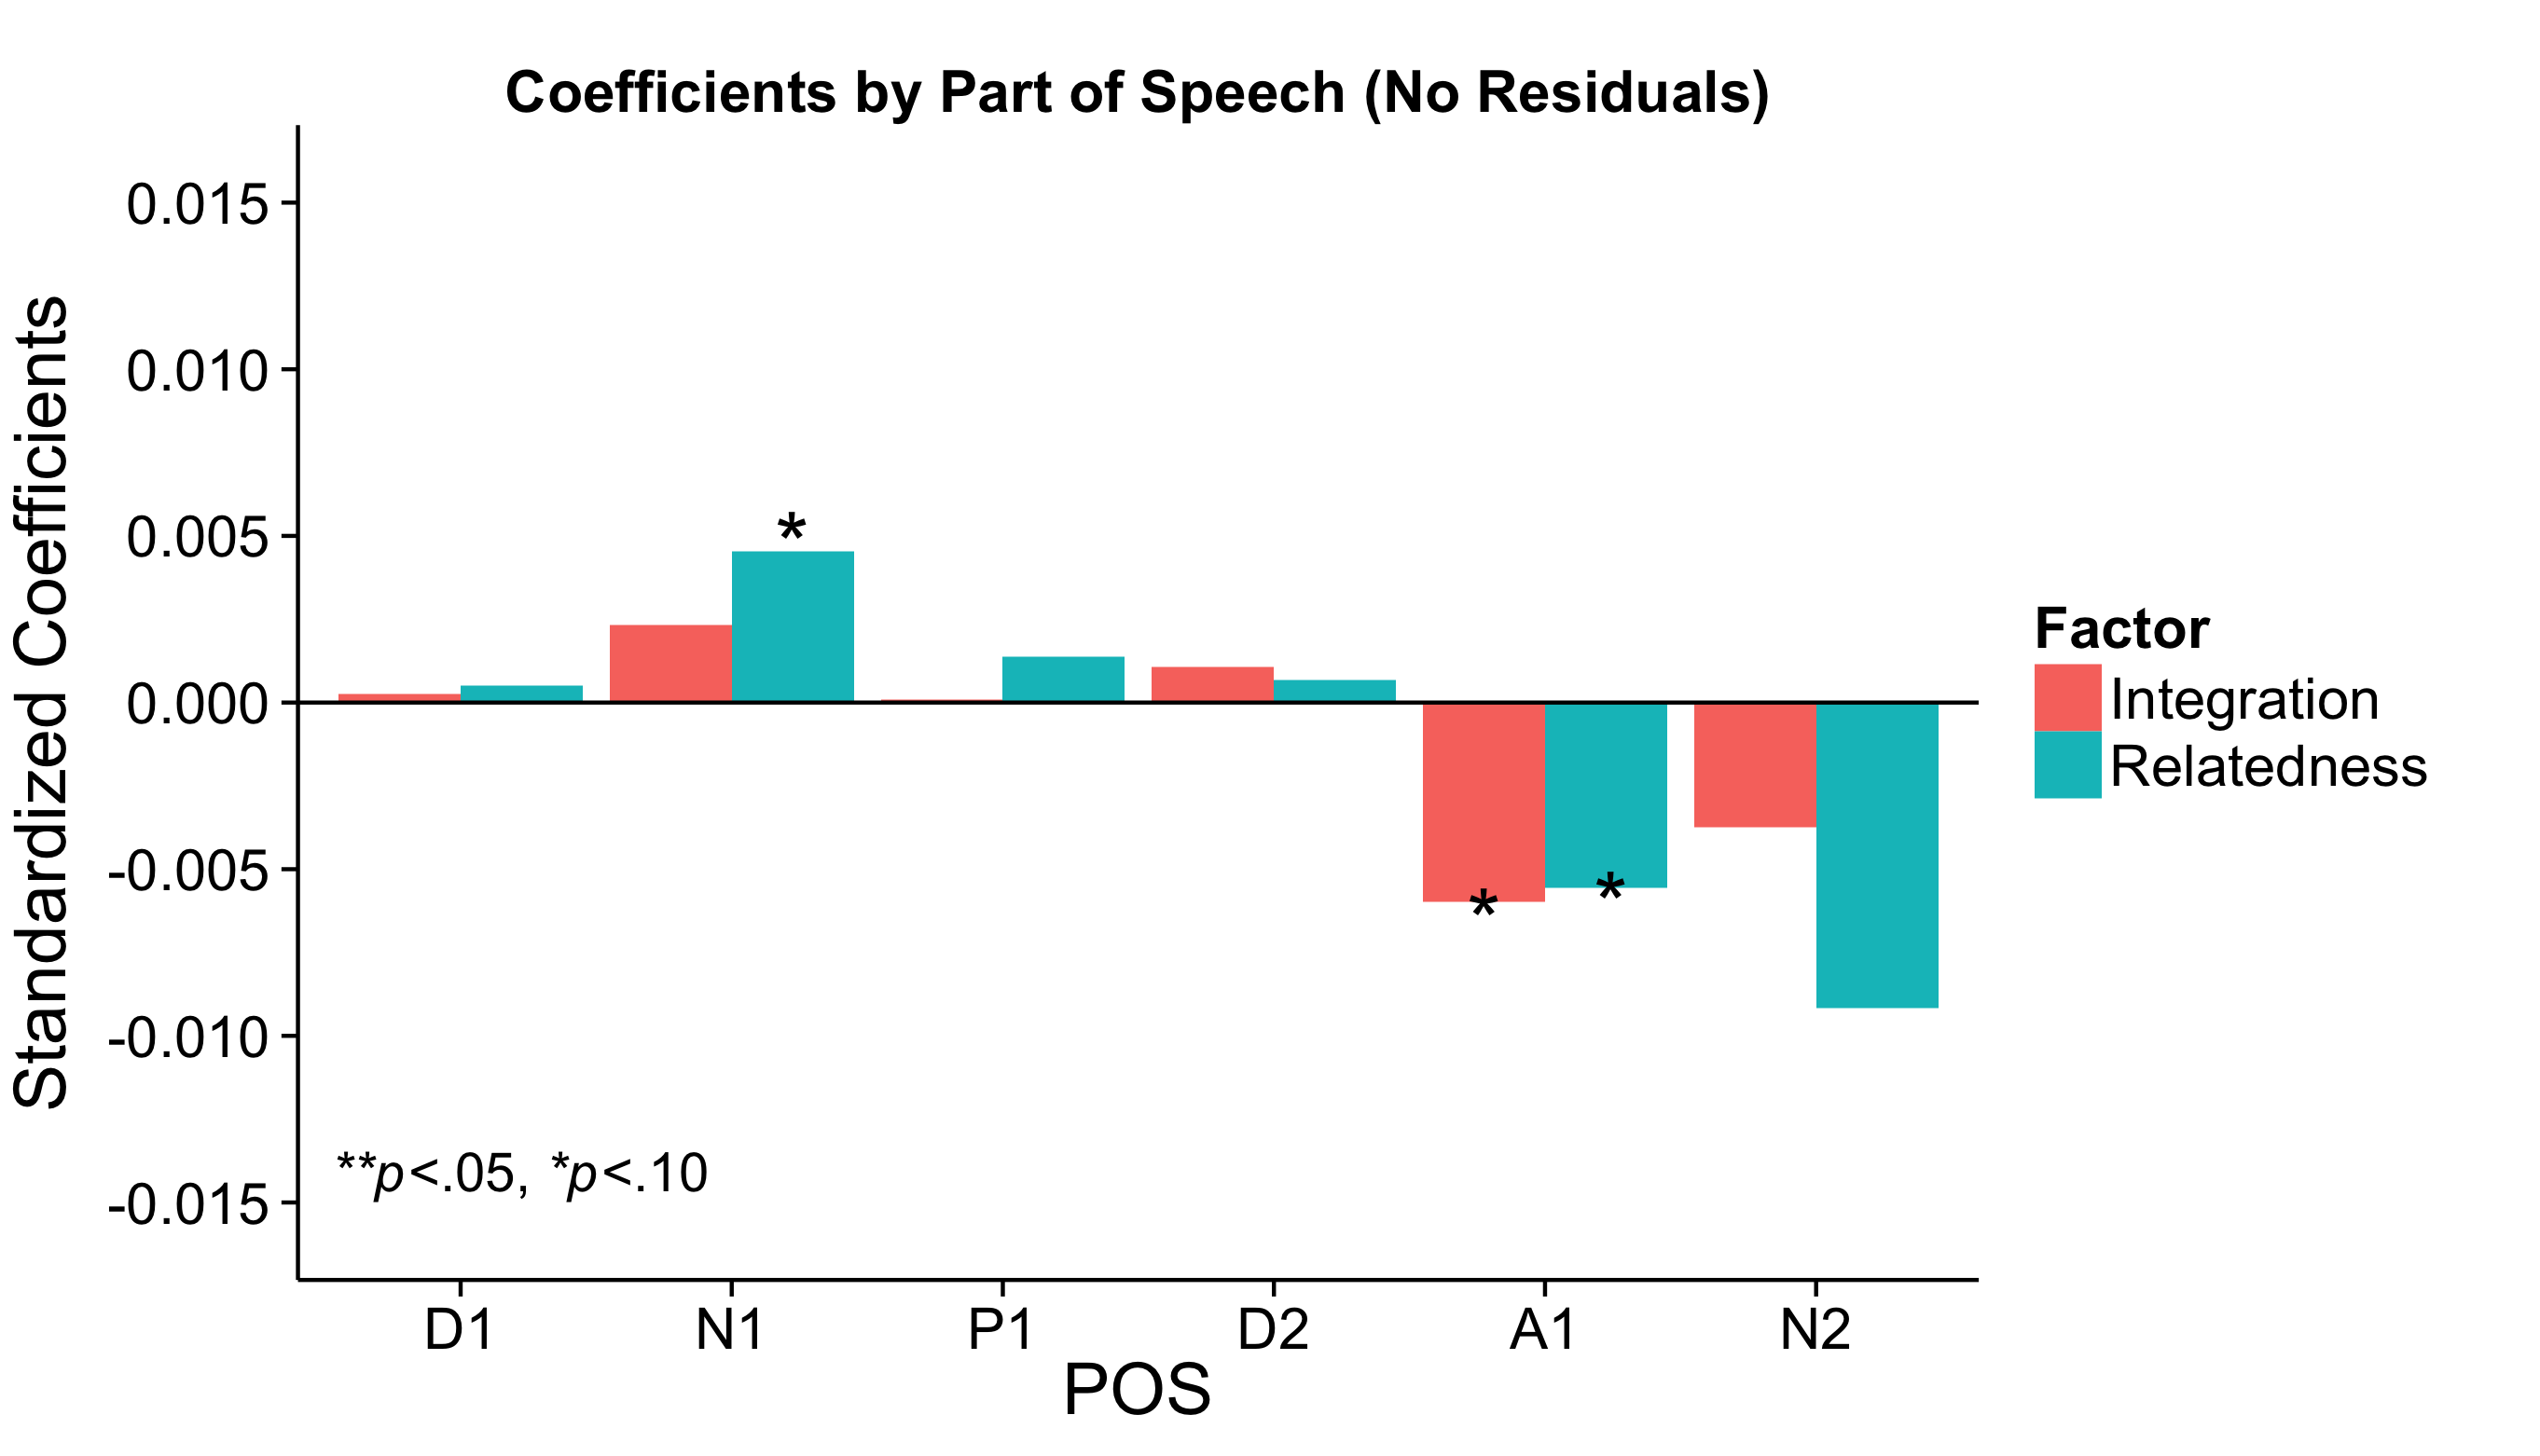 Coefficients by Part of Speech (No Residuals)
Standardized Coefficients
0.015
0.010
0.005
0.000
-0.005
-0.010
-0.015
*
*
*
**p<.05, *p<.10
D1 N1 P1 D2 A1 N2
POS
Factor
Integration
Relatedness